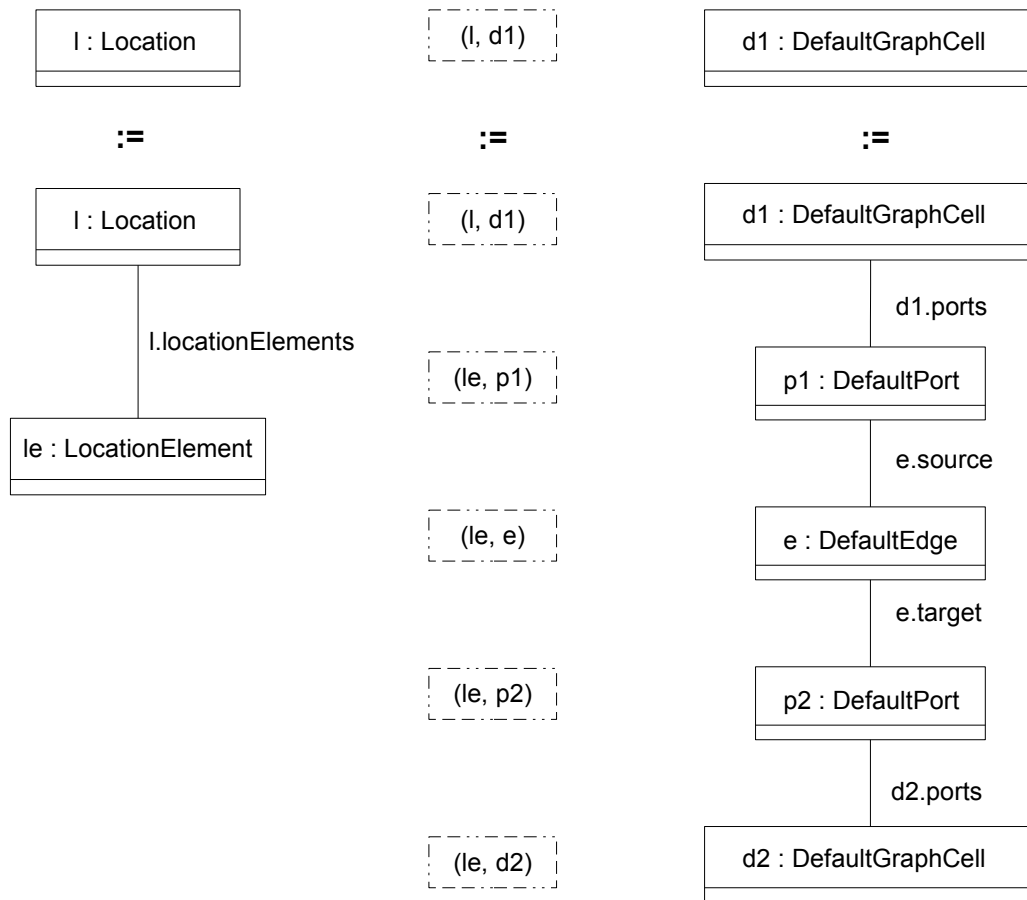 l : Location
(l, d1)
d1 : DefaultGraphCell
:=
:=
:=
l : Location
(l, d1)
d1 : DefaultGraphCell
d1.ports
l.locationElements
(le, p1)
p1 : DefaultPort
le : LocationElement
e.source
(le, e)
e : DefaultEdge
e.target
(le, p2)
p2 : DefaultPort
d2.ports
(le, d2)
d2 : DefaultGraphCell